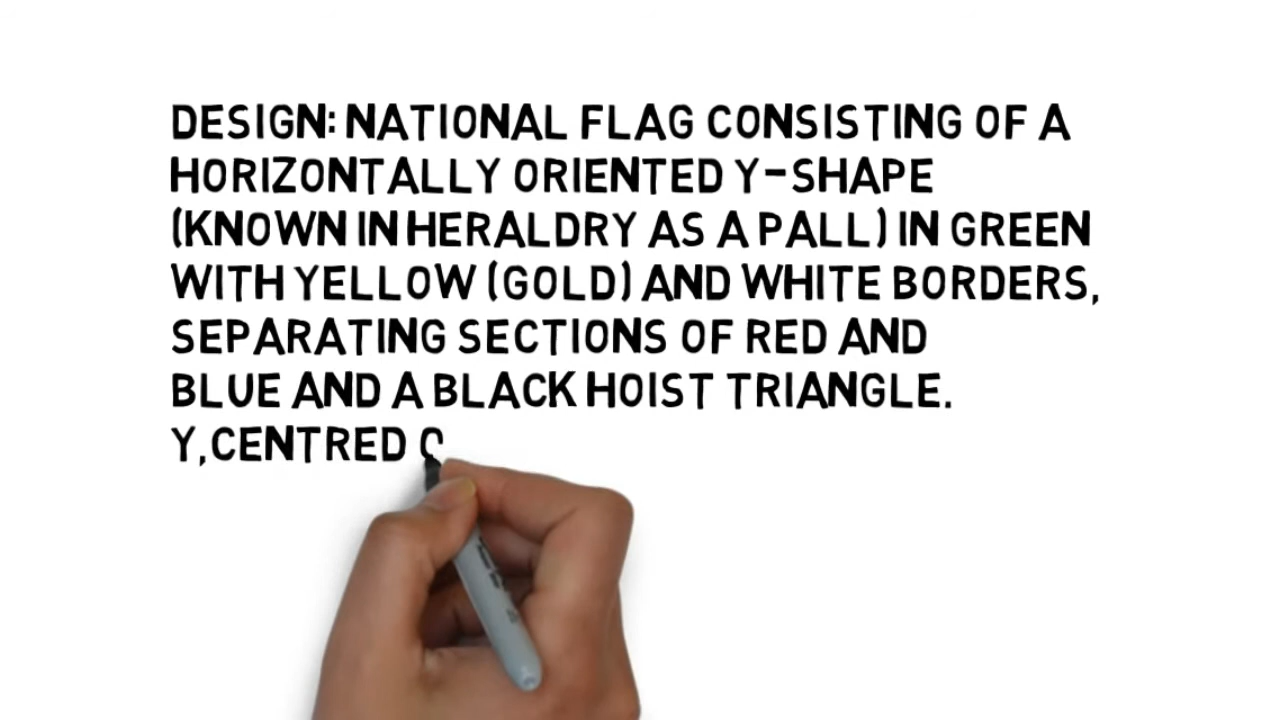 DESIGN: NATIONAL FLAG CONSISTING OF A
HORIZONTALLY ORIENTED Y-SHAPE
(KNOWN IN HERALDRY AS A PALL) IN GREEN
WITH YELLOW (GOLD) AND WHITE BORDERS,
SEPARATING SECTIONS OF RED AND
BLUE AND A BLACK HOIST TRIANGLE.
Y,CENTRED